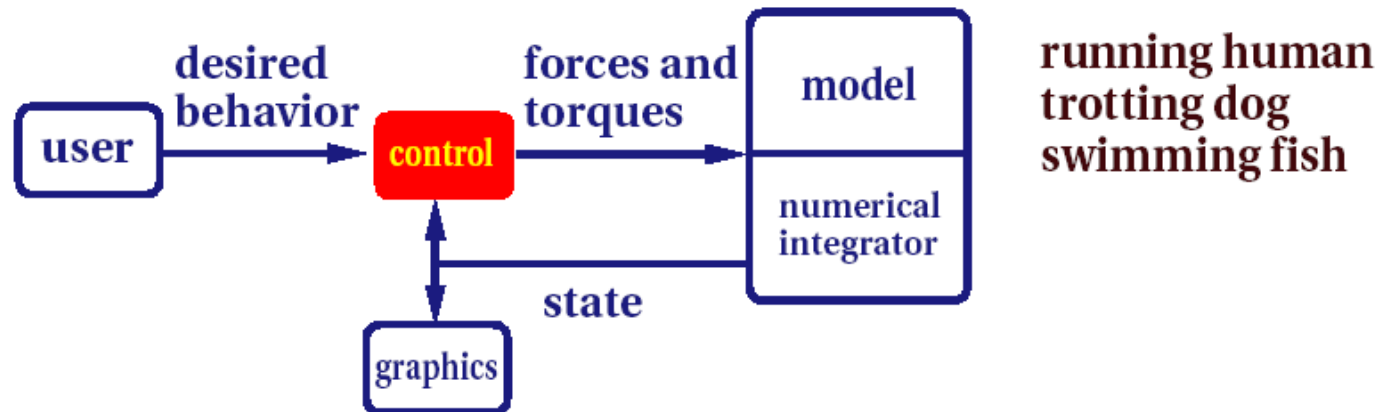 user
desired
behavior
control
forces and
torques
model
numerical
integrator
state
graphics
running human
trotting dog
swimming fish